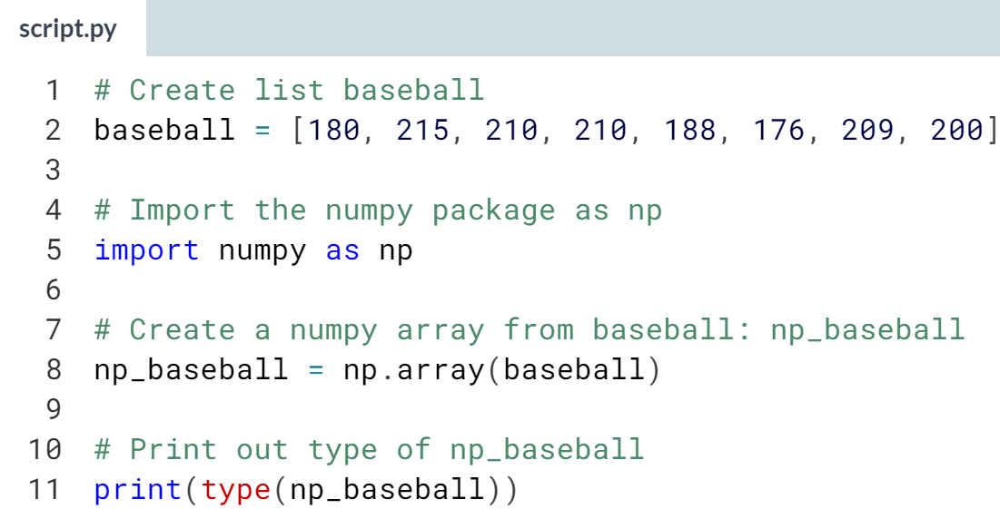 script.py
1 # Create list baseball
2 baseball = [180, 215, 210, 210, 188, 176, 209, 200]
3
4 # Import the numpy package as np
5 import numpy as np
6
7 # Create a numpy array from baseball: np_baseball
8 np_baseball = np.array(baseball)
9
10 # Print out type of np_baseball
11 print(type(np_baseball))